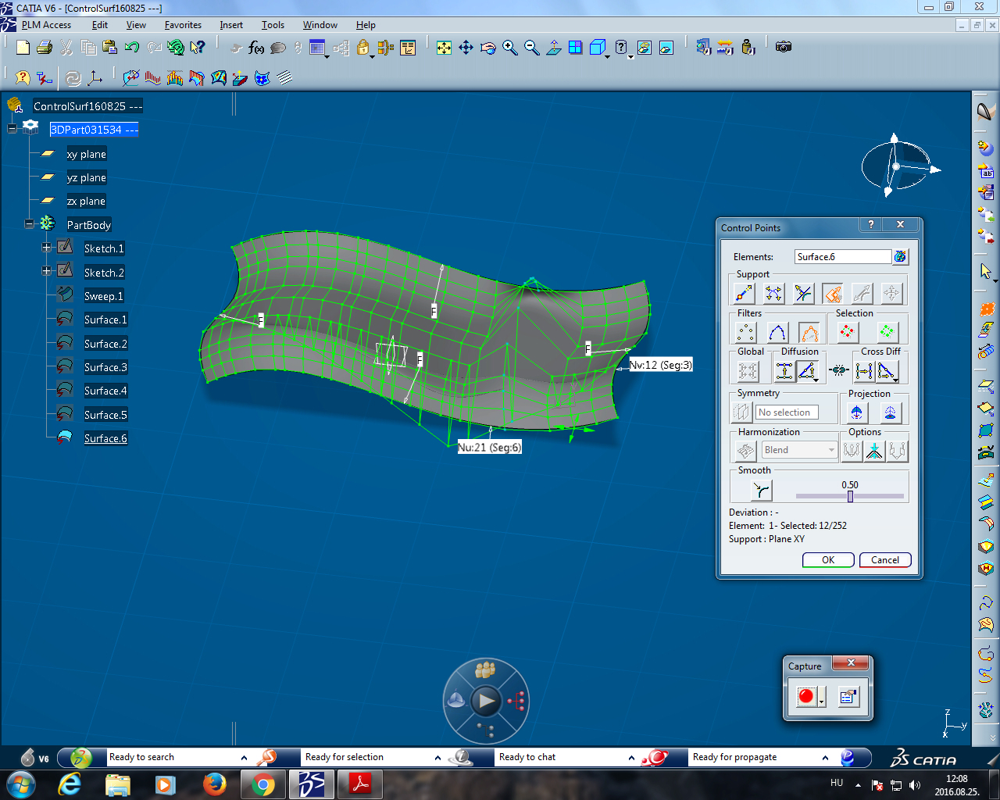 CATIA V6 - [ControlSurf160825 ---]
PLM Access Edit View Favorites Insert Tools Window Help
f(x)
ControlSurf160825 ---
3DPart031534 ---
xy plane
yz plane
zx plane
PartBody
Sketch.1
Sketch.2
Sweep.1
Surface.1
Surface.2
Surface.3
Surface.4
Surface.5
Surface.6
F
F
F
F
Nv:12 (Seg:3)
Nu:21 (Seg:6)
Control Points
Elements: Surface.6
Support
Filters Selection
Global Diffusion Cross Diff
Symmetry Projection
No selection
Harmonization Options
Blend
Smooth
0.50
Deviation : -
Element: 1- Selected: 12/252
Support : Plane XY
OK Cancel
Capture
z
y
x
V6 Ready to search Ready for selection Ready to chat Ready for propagate CATIA
HU 12:08
2016.08.25.